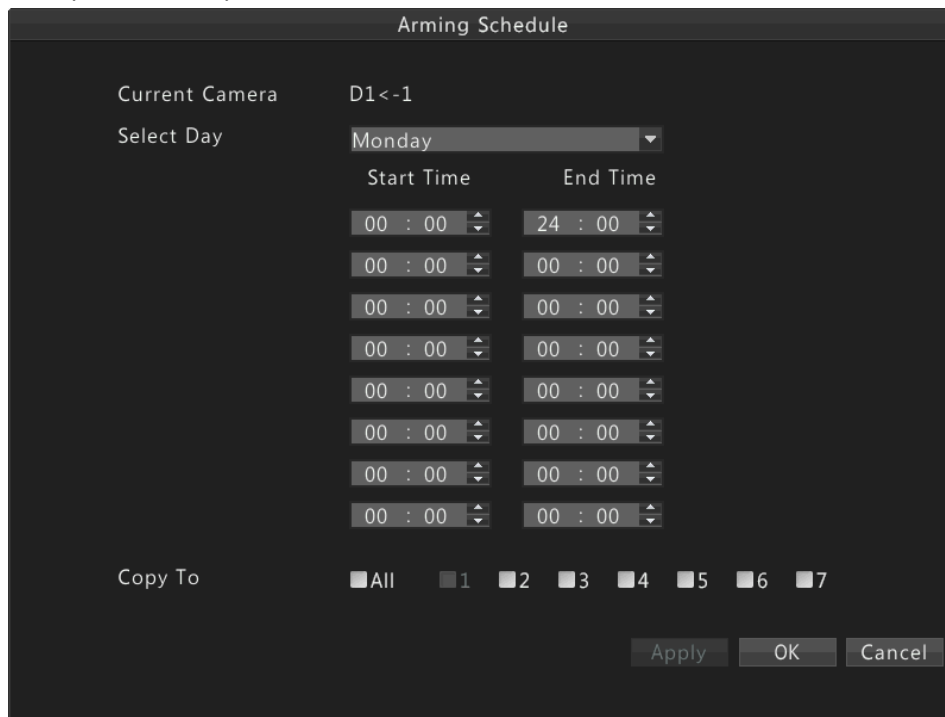 Arming Schedule
Current Camera D1<-1
Select Day Monday
Start Time End Time
00 : 00 24 : 00
00 : 00 00 : 00
00 : 00 00 : 00
00 : 00 00 : 00
00 : 00 00 : 00
00 : 00 00 : 00
00 : 00 00 : 00
00 : 00 00 : 00
Copy To All 1 2 3 4 5 6 7
Apply OK Cancel